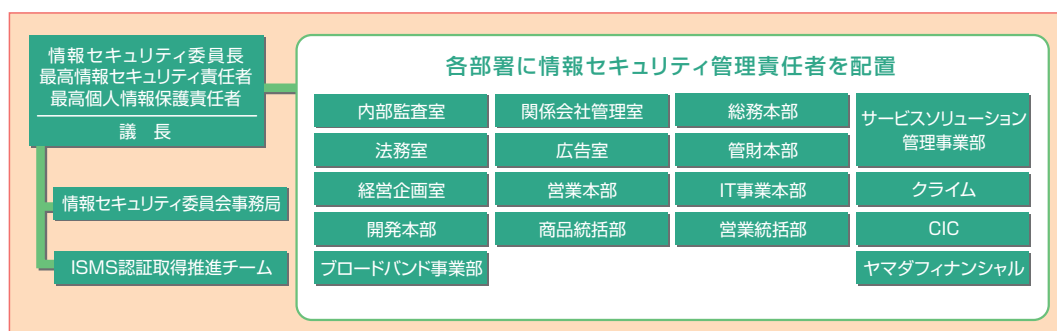 情報セキュリティ委員長
最高情報セキュリティ責任者
最高個人情報保護責任者
議 長
情報セキュリティ委員会事務局
ISMS認証取得推進チーム
各部署に情報セキュリティ管理責任者を配置
内部監査室
関係会社管理室
総務本部
サービスソリューション
管理事業部
法務室
広告室
管財本部
経営企画室
営業本部
IT事業本部
クライム
開発本部
商品統括部
営業統括部
CIC
ブロードバンド事業部
ヤマダフィナンシャル